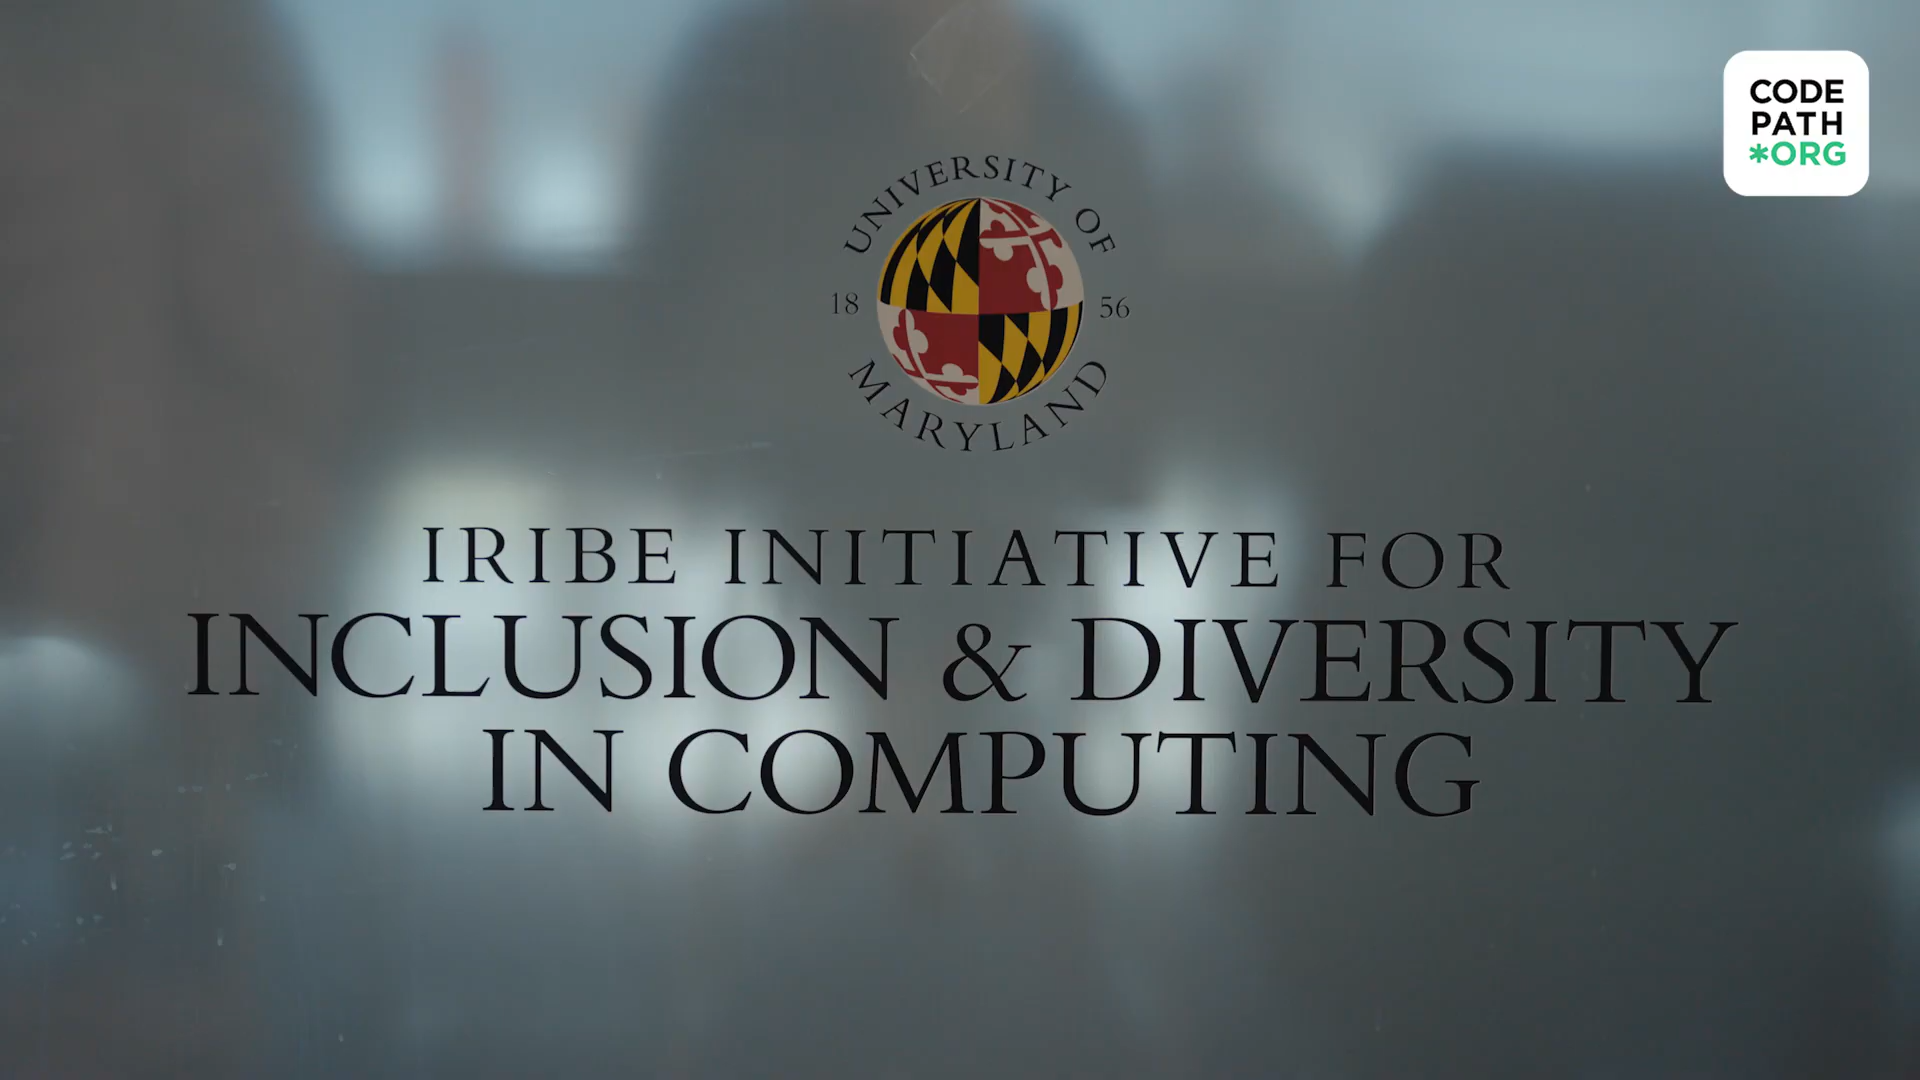 CODE
PATH
*ORG
UNIVERSITY OF
18 56
MARYLAND
IRIBE INITIATIVE FOR
INCLUSION & DIVERSITY
IN COMPUTING